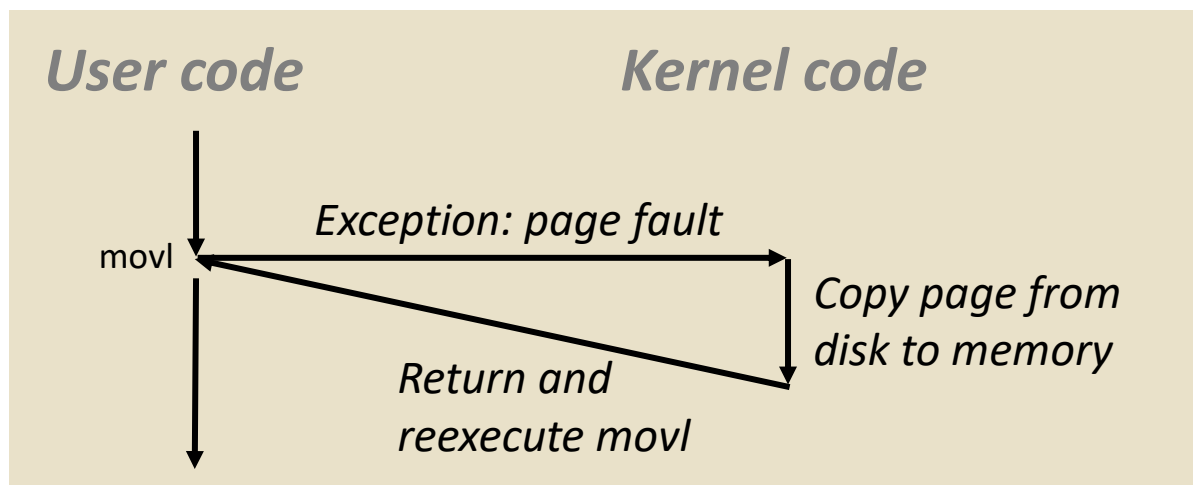 User code
Kernel code
Exception: page fault
movl
Copy page from
disk to memory
Return and
reexecute movl